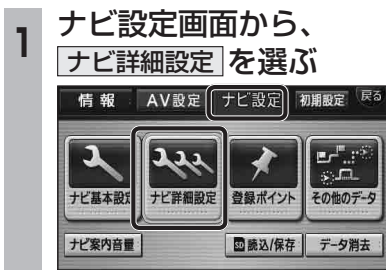 1
ナビ設定画面から、
ナビ詳細設定 を選ぶ
情報 AV設定 ナビ設定 初期設定 戻る
ナビ基本設定 ナビ詳細設定 登録ポイント その他のデータ
ナビ案内音量 SD 読込/保存 データ消去